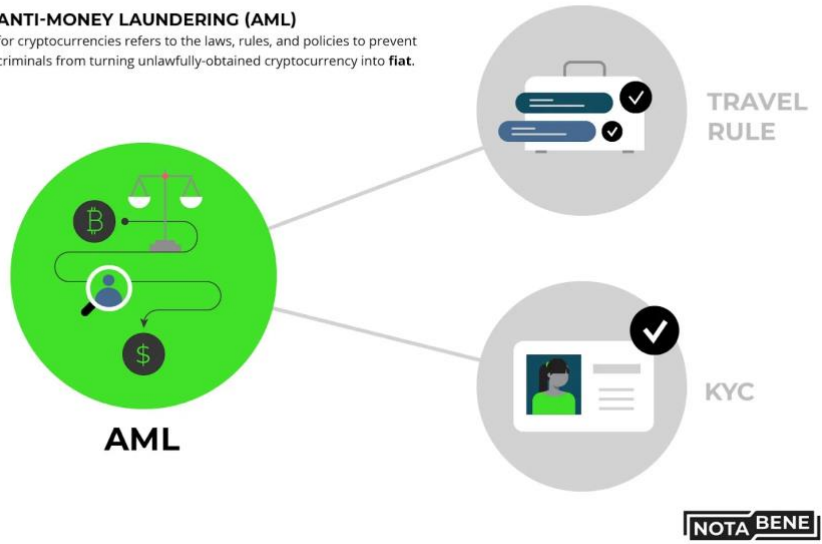 ANTI-MONEY LAUNDERING (AML)
for cryptocurrencies refers to the laws, rules, and policies to prevent
criminals from turning unlawfully-obtained cryptocurrency into fiat.
TRAVEL
RULE
₿
$
AML
KYC
NOTA BENE